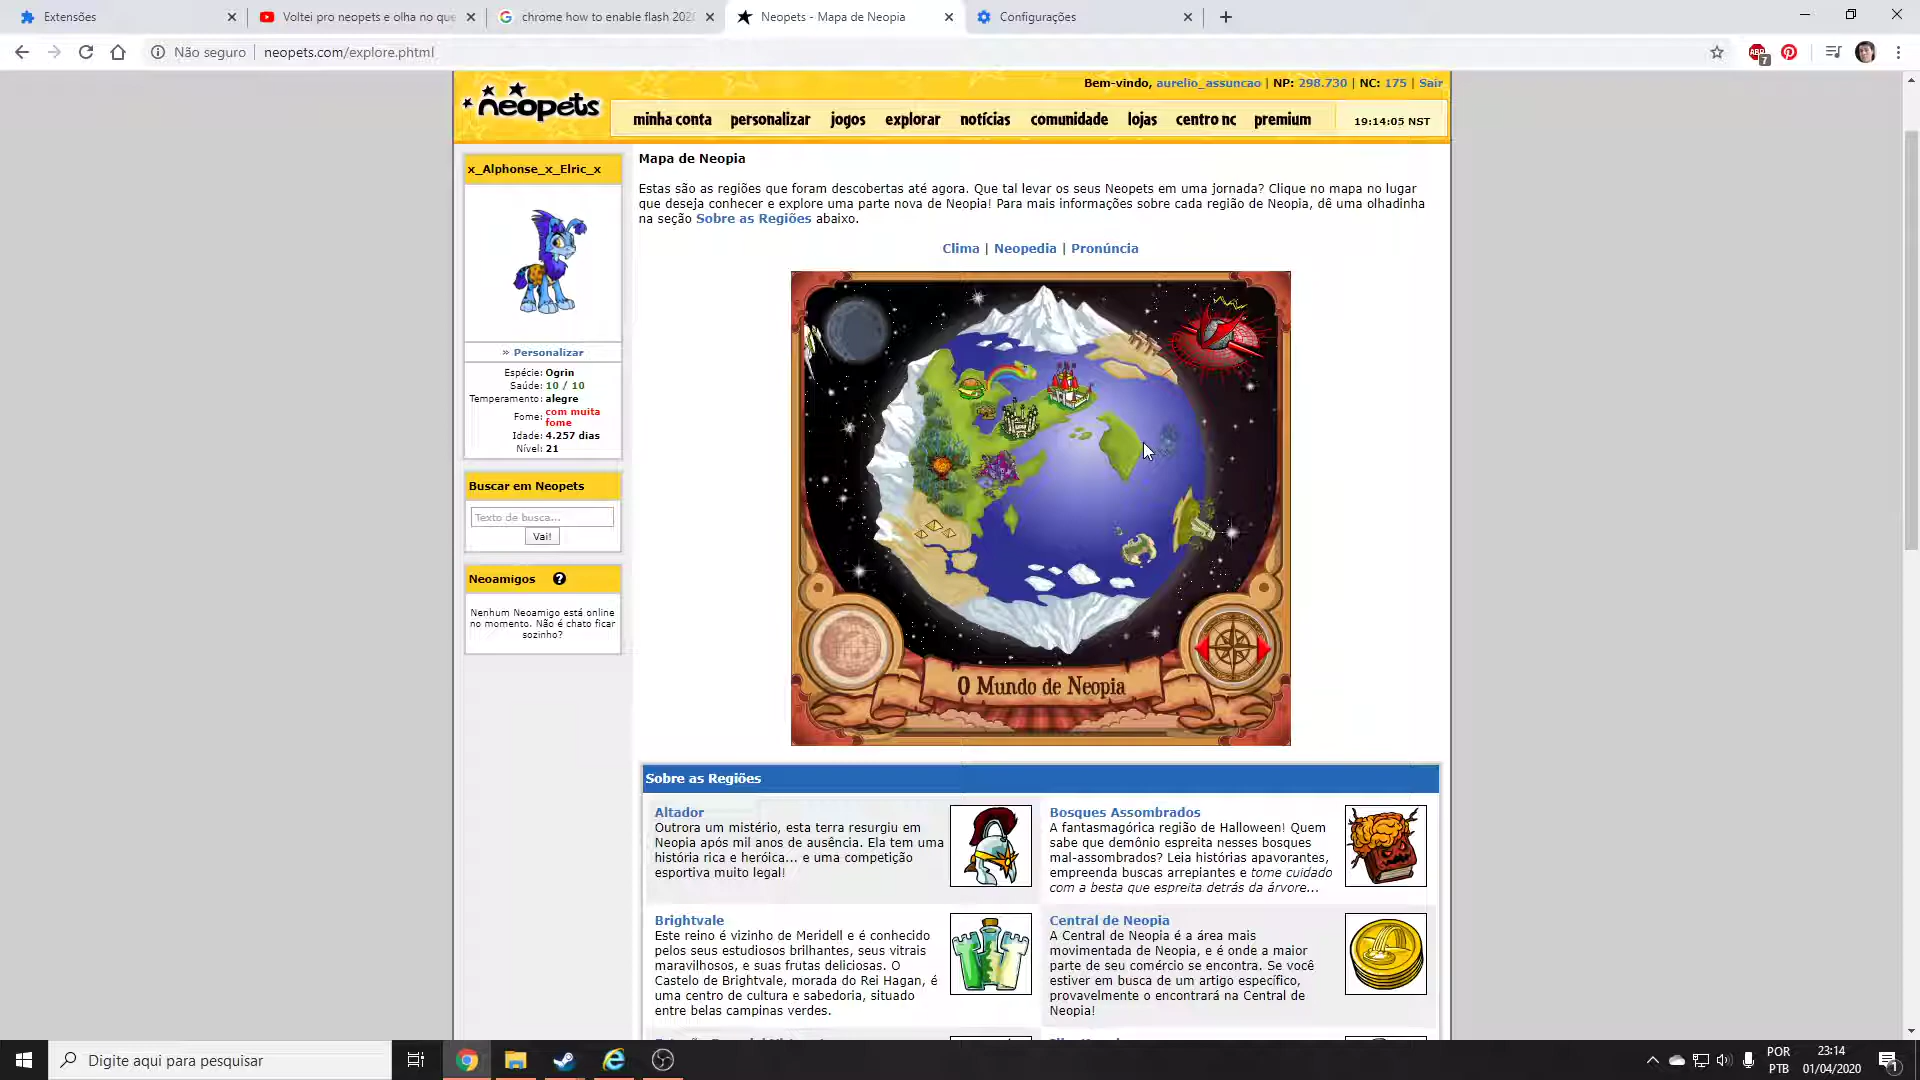 Extensões
Voltei pro neopets e olha no que
chrome how to enable flash 2020
Neopets - Mapa de Neopia
Configurações
Não seguro
neopets.com/explore.phtml
ABP
7
neopets
Bem-vindo, aurelio_assuncao | NP: 298.730 | NC: 175 | Sair
minha conta personalizar jogos explorar notícias comunidade lojas centro nc premium
19:14:05 NST
x_Alphonse_x_Elric_x
» Personalizar
Espécie: Ogrin
Saúde: 10 / 10
Temperamento: alegre
Fome: com muita
fome
Idade: 4.257 dias
Nível: 21
Buscar em Neopets
Texto de busca...
Vai!
Neoamigos ?
Nenhum Neoamigo está online
no momento. Não é chato ficar
sozinho?
Mapa de Neopia
Estas são as regiões que foram descobertas até agora. Que tal levar os seus Neopets em uma jornada? Clique no mapa no lugar
que deseja conhecer e explore uma parte nova de Neopia! Para mais informações sobre cada região de Neopia, dê uma olhadinha
na seção Sobre as Regiões abaixo.
Clima | Neopedia | Pronúncia
O Mundo de Neopia
Sobre as Regiões
Altador
Outrora um mistério, esta terra resurgiu em
Neopia após mil anos de ausência. Ela tem uma
história rica e heróica... e uma competição
esportiva muito legal!
Bosques Assombrados
A fantasmagórica região de Halloween! Quem
sabe que demônio espreita nesses bosques
mal-assombrados? Leia histórias apavorantes,
empreenda buscas arrepiantes e tome cuidado
com a besta que espreita detrás da árvore...
Brightvale
Este reino é vizinho de Meridell e é conhecido
pelos seus estudiosos brilhantes, seus vitrais
maravilhosos, e suas frutas deliciosas. O
Castelo de Brightvale, morada do Rei Hagan, é
uma centro de cultura e sabedoria, situado
entre belas campinas verdes.
Central de Neopia
A Central de Neopia é a área mais
movimentada de Neopia, e é onde a maior
parte de seu comércio se encontra. Se você
estiver em busca de um artigo específico,
provavelmente o encontrará na Central de
Neopia!
Digite aqui para pesquisar
POR
PTB
23:14
01/04/2020
1